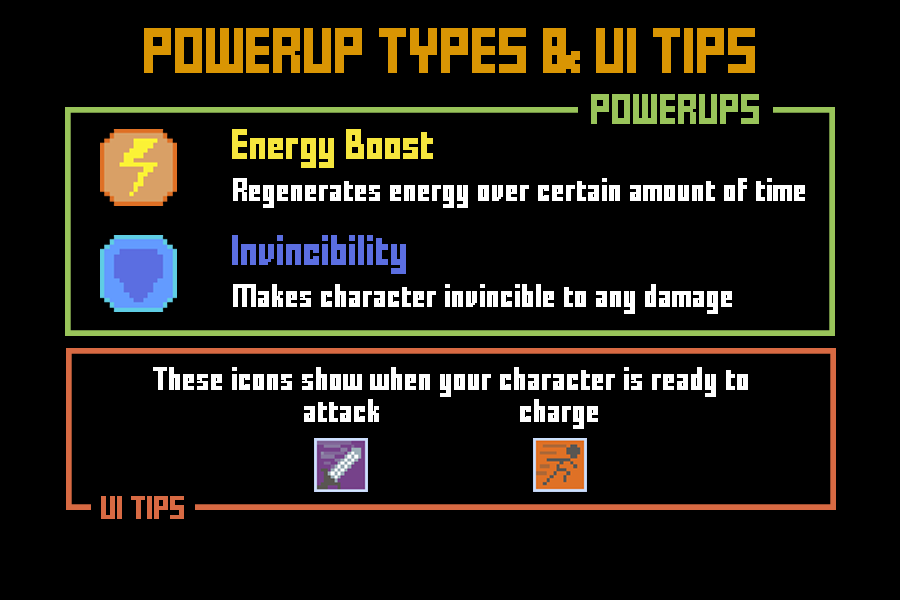 POWERUP TYPES & UI TIPS
POWERUPS
Energy Boost
Regenerates energy over certain amount of time
Invincibility
Makes character invincible to any damage
These icons show when your character is ready to
attack charge
UI TIPS